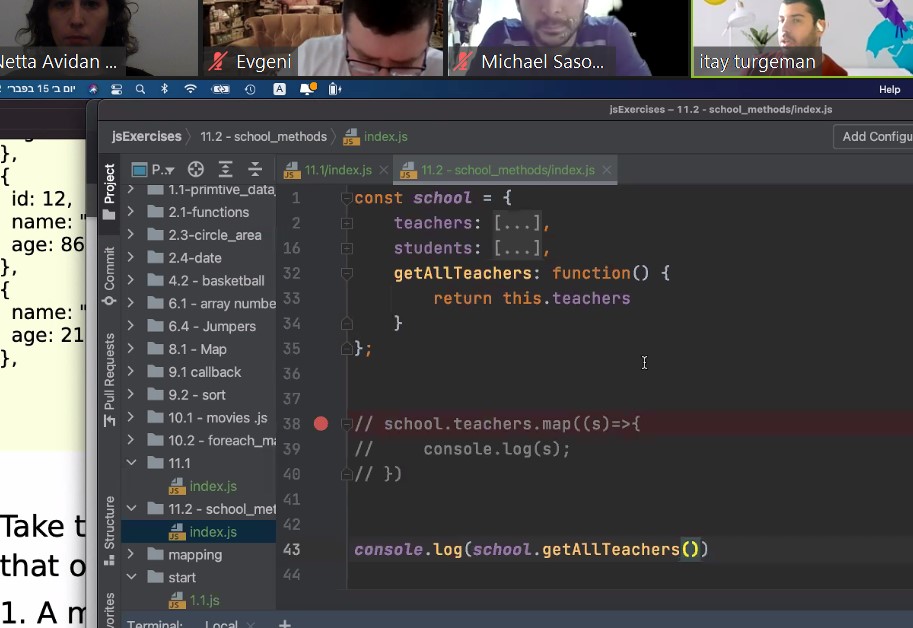 Netta Avidan ...
Evgeni
Michael Saso...
itay turgeman
יום ב׳ 15 בפבר׳
A
Help
jsExercises – 11.2 - school_methods/index.js
jsExercises
11.2 - school_methods
index.js
Add Configu
Project
P..
11.1/index.js
11.2 - school_methods/index.js
1.1-primtive_data_
2.1-functions
2.3-circle_area
2.4-date
4.2 - basketball
6.1 - array numbe
6.4 - Jumpers
8.1 - Map
9.1 callback
9.2 - sort
10.1 - movies .js
10.2 - foreach_ma
11.1
index.js
11.2 - school_met
index.js
mapping
start
1.1.js
Commit
Pull Requests
Structure
vorites
1 const school = {
2 teachers: [...],
16 students: [...],
32 getAllTeachers: function() {
33 return this.teachers
34 }
35 };
36
37
38 // school.teachers.map((s)=>{
39 // console.log(s);
40 // })
41
42
43 console.log(school.getAllTeachers())
44
},
{
id: 12,
name: "
age: 86
},
{
name: "
age: 21
},
Take t
that o
1. A m
Terminal:
Local